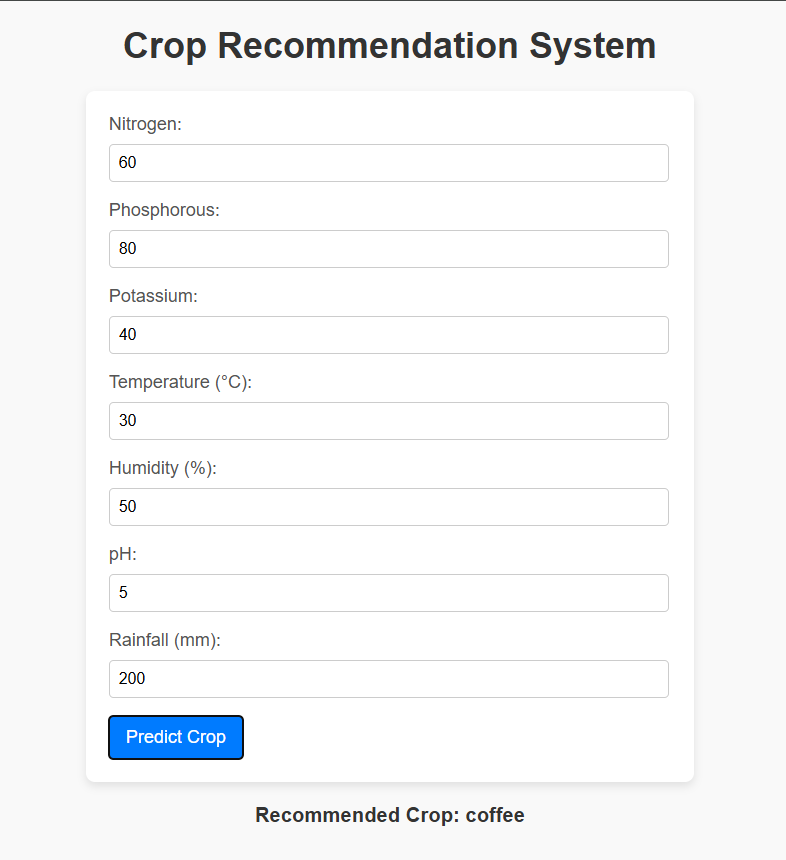 Crop Recommendation System
Nitrogen:
60
Phosphorous:
80
Potassium:
40
Temperature (°C):
30
Humidity (%):
50
pH:
5
Rainfall (mm):
200
Predict Crop
Recommended Crop: coffee